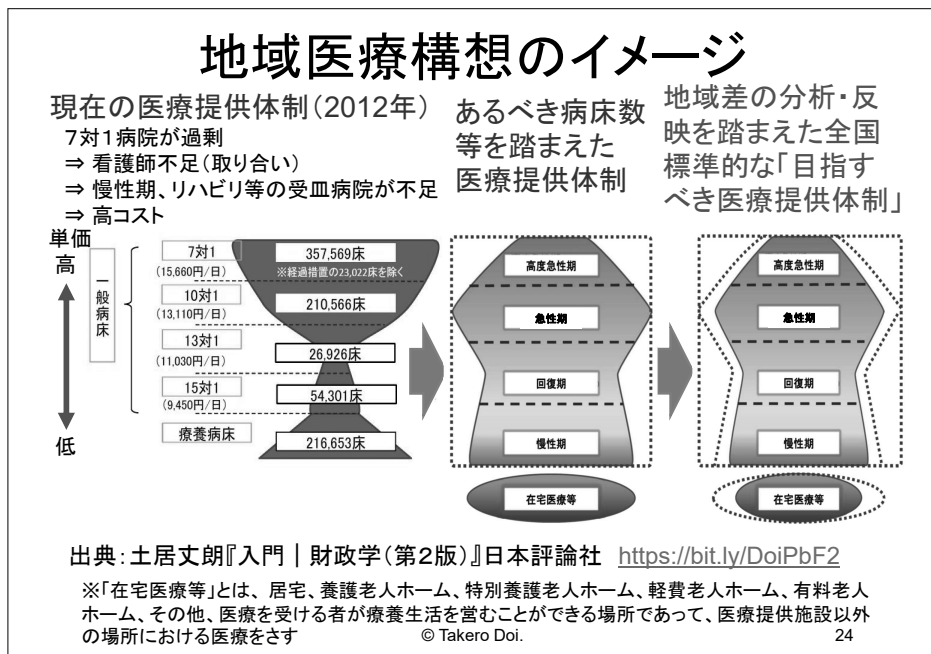 地域医療構想のイメージ
現在の医療提供体制(2012年)
7対1病院が過剰
⇒ 看護師不足(取り合い)
⇒ 慢性期、リハビリ等の受皿病院が不足
⇒ 高コスト
あるべき病床数
等を踏まえた
医療提供体制
地域差の分析・反
映を踏まえた全国
標準的な「目指す
べき医療提供体制」
単価
高
低
一般病床
7対1
(15,660円/日)
357,569床
※経過措置の23,022床を除く
10対1
(13,110円/日)
210,566床
13対1
(11,030円/日)
26,926床
15対1
(9,450円/日)
54,301床
療養病床
216,653床
高度急性期
急性期
回復期
慢性期
在宅医療等
高度急性期
急性期
回復期
慢性期
在宅医療等
出典:土居丈朗『入門|財政学(第2版)』日本評論社 https://bit.ly/DoiPbF2
※「在宅医療等」とは、居宅、養護老人ホーム、特別養護老人ホーム、軽費老人ホーム、有料老人
ホーム、その他、医療を受ける者が療養生活を営むことができる場所であって、医療提供施設以外
の場所における医療をさす
© Takero Doi.
24